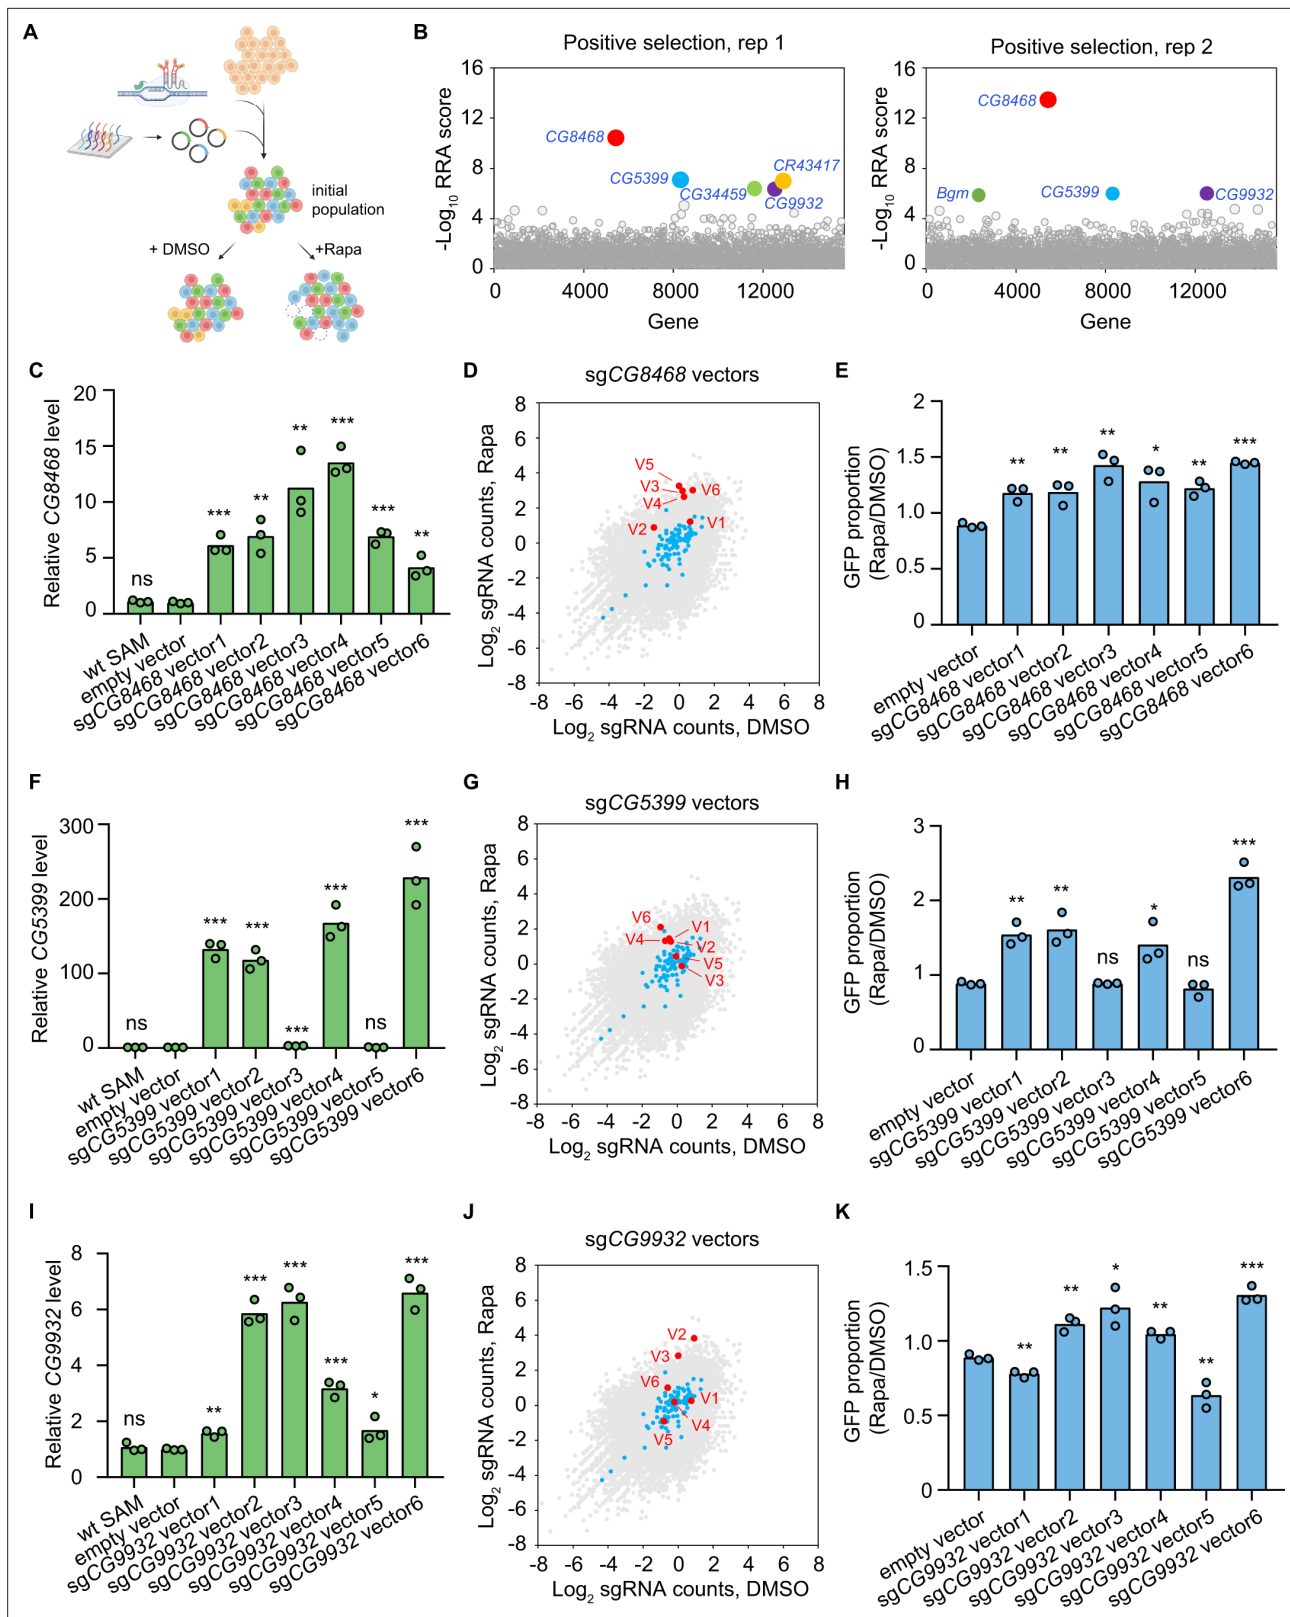 A
initial
population
+ DMSO
+Rapa
B
Positive selection, rep 1
-Log10 RRA score
16
12
8
4
0
CG8468
CG5399
CG34459
CR43417
CG9932
0
4000
8000
12000
Gene
Positive selection, rep 2
16
12
8
4
0
CG8468
Bgm
CG5399
CG9932
0
4000
8000
12000
Gene
C
Relative CG8468 level
20
15
10
5
0
ns
***
**
**
***
***
**
wt SAM
empty vector
sgCG8468 vector1
sgCG8468 vector2
sgCG8468 vector3
sgCG8468 vector4
sgCG8468 vector5
sgCG8468 vector6
D
sgCG8468 vectors
Log2 sgRNA counts, Rapa
8
6
4
2
0
-2
-4
-6
-8
V5
V3
V4
V6
V2
V1
-8
-6
-4
-2
0
2
4
6
8
Log2 sgRNA counts, DMSO
E
GFP proportion
(Rapa/DMSO)
2
1.5
1.0
0.5
0
**
**
**
*
**
***
empty vector
sgCG8468 vector1
sgCG8468 vector2
sgCG8468 vector3
sgCG8468 vector4
sgCG8468 vector5
sgCG8468 vector6
F
Relative CG5399 level
300
200
100
0
ns
***
***
***
***
ns
***
wt SAM
empty vector
sgCG5399 vector1
sgCG5399 vector2
sgCG5399 vector3
sgCG5399 vector4
sgCG5399 vector5
sgCG5399 vector6
G
sgCG5399 vectors
Log2 sgRNA counts, Rapa
8
6
4
2
0
-2
-4
-6
-8
V6
V1
V4
V2
V5
V3
-8
-6
-4
-2
0
2
4
6
8
Log2 sgRNA counts, DMSO
H
GFP proportion
(Rapa/DMSO)
3
2
1
0
**
**
ns
*
ns
***
empty vector
sgCG5399 vector1
sgCG5399 vector2
sgCG5399 vector3
sgCG5399 vector4
sgCG5399 vector5
sgCG5399 vector6
I
Relative CG9932 level
8
6
4
2
0
ns
**
***
***
***
*
***
wt SAM
empty vector
sgCG9932 vector1
sgCG9932 vector2
sgCG9932 vector3
sgCG9932 vector4
sgCG9932 vector5
sgCG9932 vector6
J
sgCG9932 vectors
Log2 sgRNA counts, Rapa
8
6
4
2
0
-2
-4
-6
-8
V2
V3
V6
V1
V4
V5
-8
-6
-4
-2
0
2
4
6
8
Log2 sgRNA counts, DMSO
K
GFP proportion
(Rapa/DMSO)
1.5
1.0
0.5
0
**
**
*
**
**
***
empty vector
sgCG9932 vector1
sgCG9932 vector2
sgCG9932 vector3
sgCG9932 vector4
sgCG9932 vector5
sgCG9932 vector6